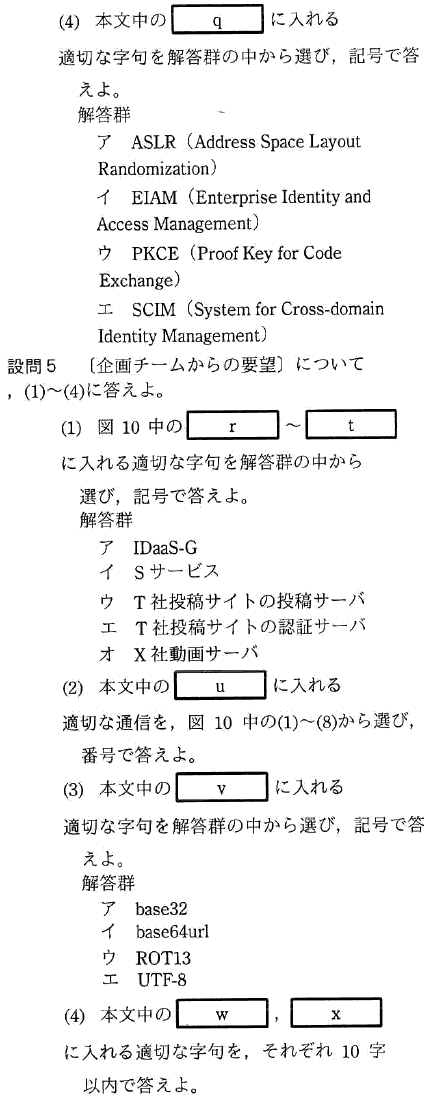 (4) 本文中の q に入れる
適切な字句を解答群の中から選び，記号で答
えよ。
解答群
ア ASLR（Address Space Layout
Randomization）
イ EIAM（Enterprise Identity and
Access Management）
ウ PKCE（Proof Key for Code
Exchange）
エ SCIM（System for Cross-domain
Identity Management）
設問５ 〔企画チームからの要望〕について
，(1)～(4)に答えよ。
(1) 図 10 中の r ～ t
に入れる適切な字句を解答群の中から
選び，記号で答えよ。
解答群
ア IDaaS-G
イ S サービス
ウ T 社投稿サイトの投稿サーバ
エ T 社投稿サイトの認証サーバ
オ X 社動画サーバ
(2) 本文中の u に入れる
適切な通信を，図 10 中の(1)～(8)から選び，
番号で答えよ。
(3) 本文中の v に入れる
適切な字句を解答群の中から選び，記号で答
えよ。
解答群
ア base32
イ base64url
ウ ROT13
エ UTF-8
(4) 本文中の w ， x
に入れる適切な字句を，それぞれ 10 字
以内で答えよ。